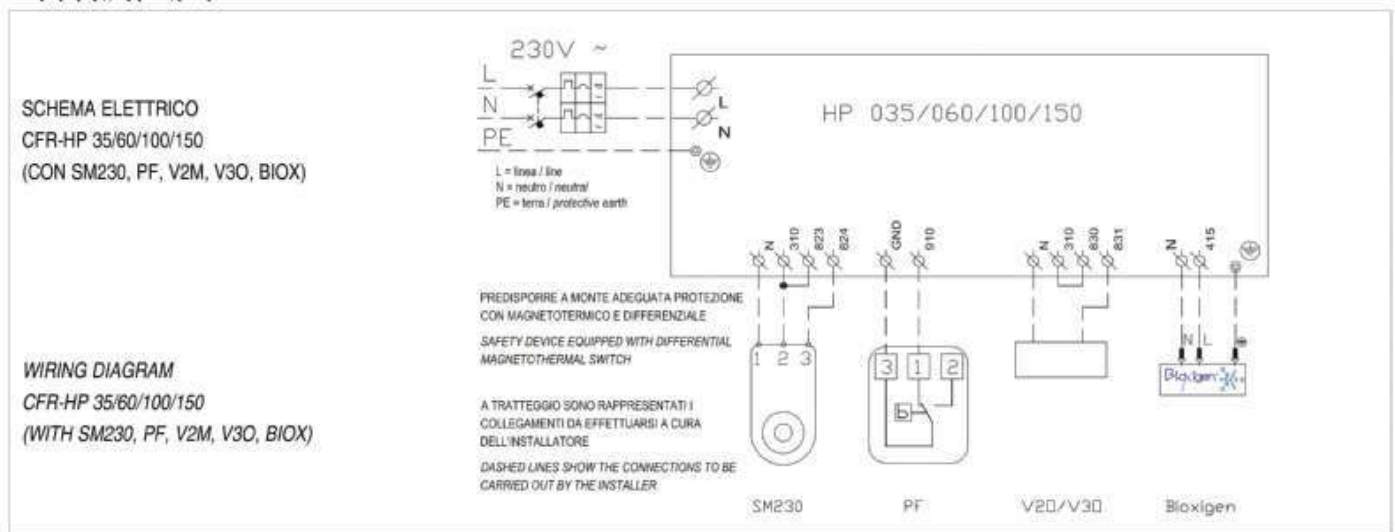 SCHEMA ELETTRICO
CFR-HP 35/60/100/150
(CON SM230, PF, V2M, V3O, BIOX)
WIRING DIAGRAM
CFR-HP 35/60/100/150
(WITH SM230, PF, V2M, V3O, BIOX)
230V ~
L
N
PE
L = linea / line
N = neutro / neutral
PE = terra / protective earth
L
N
HP 035/060/100/150
N 310 823 824
GND 910
N 310 830 831
N 415
PREDISPORRE A MONTE ADEGUATA PROTEZIONE
CON MAGNETOTERMICO E DIFFERENZIALE
SAFETY DEVICE EQUIPPED WITH DIFFERENTIAL
MAGNETOTHERMAL SWITCH
A TRATTEGGIO SONO RAPPRESENTATI I
COLLEGAMENTI DA EFFETTUARSI A CURA
DELL'INSTALLATORE
DASHED LINES SHOW THE CONNECTIONS TO BE
CARRIED OUT BY THE INSTALLER
1 2 3
3 1 2
b
N L
Bioxigen
SM230
PF
V2O/V3O
Bioxigen